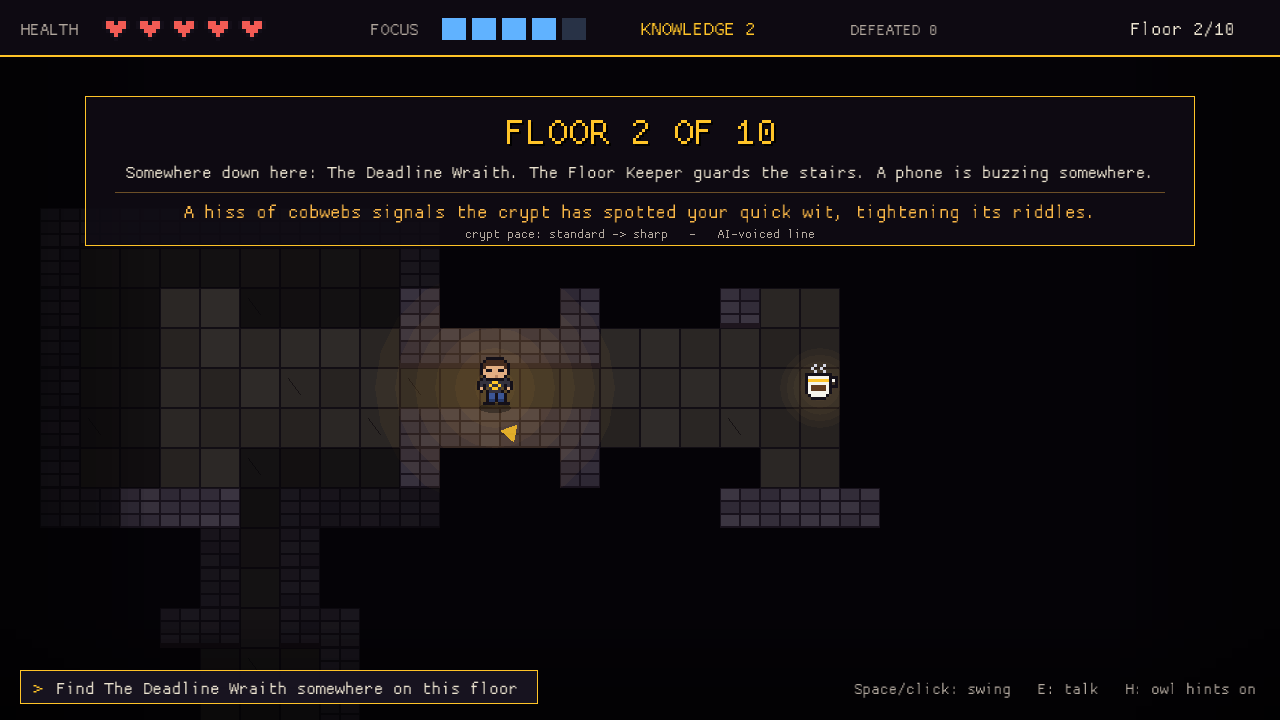 HEALTH FOCUS KNOWLEDGE 2 DEFEATED 0 Floor 2/10
FLOOR 2 OF 10
Somewhere down here: The Deadline Wraith. The Floor Keeper guards the stairs. A phone is buzzing somewhere.
A hiss of cobwebs signals the crypt has spotted your quick wit, tightening its riddles.
crypt pace: standard -> sharp - AI-voiced line
> Find The Deadline Wraith somewhere on this floor
Space/click: swing E: talk H: owl hints on